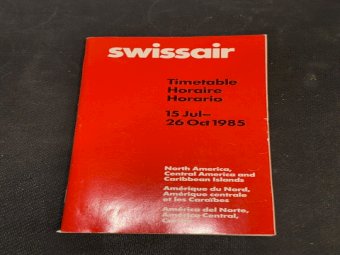 swissair
Timetable
Horaire
Horario
15 Jul–
26 Oct 1985
North America,
Central America and
Caribbean Islands
Amérique du Nord,
Amérique centrale
et les Caraïbes
América del Norte,
América Central,